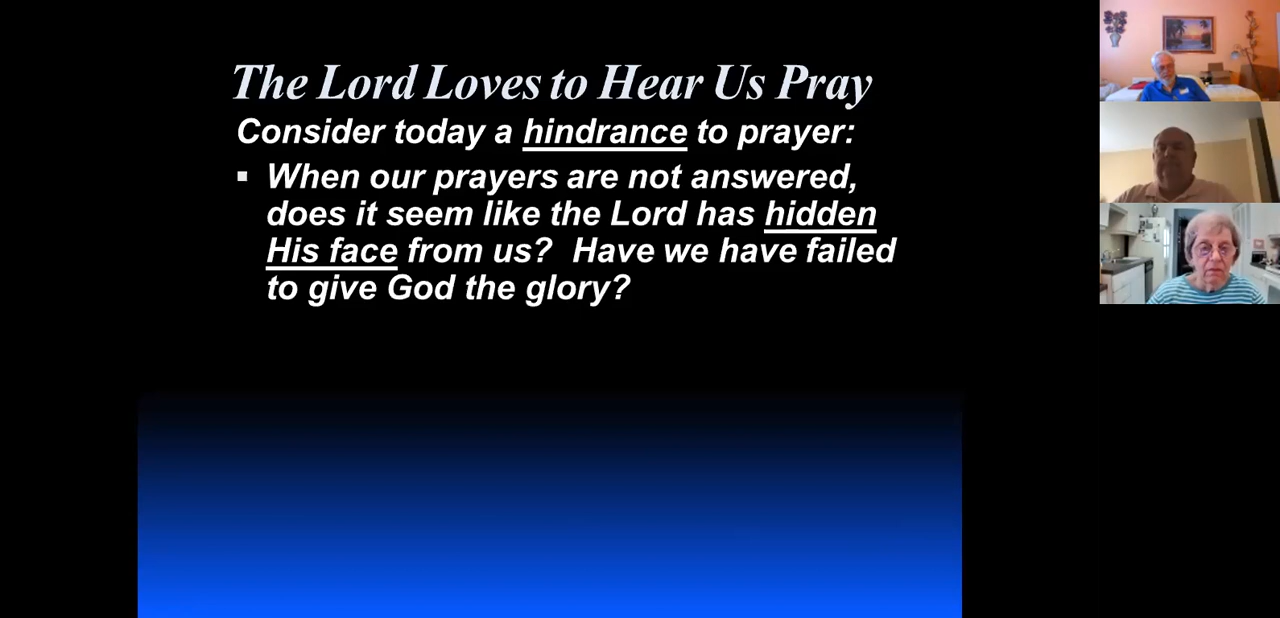 The Lord Loves to Hear Us Pray
Consider today a hindrance to prayer:
▪ When our prayers are not answered,
does it seem like the Lord has hidden
His face from us?  Have we have failed
to give God the glory?